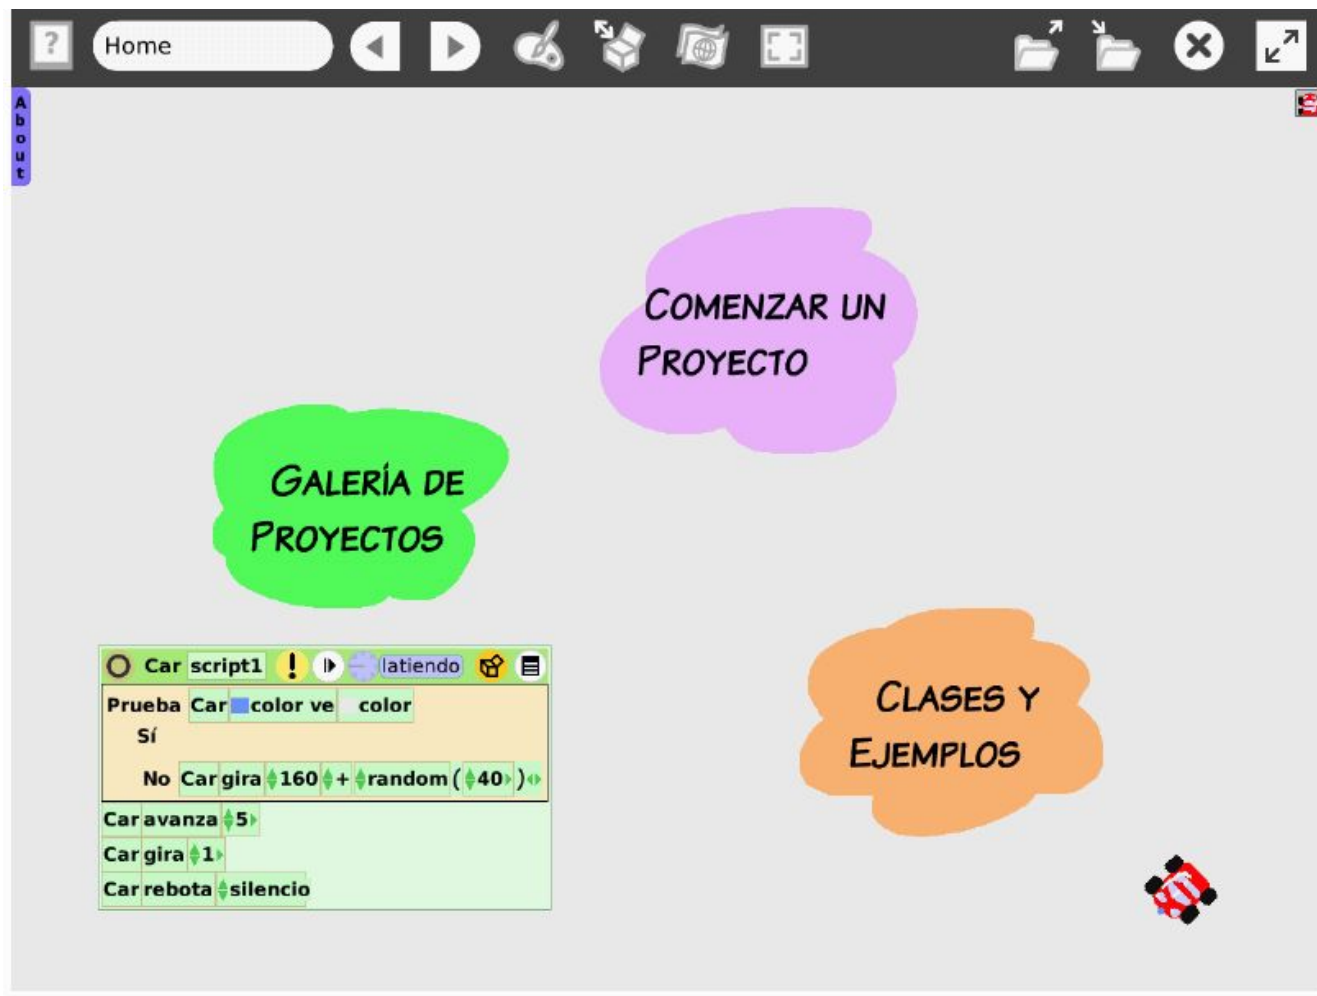 ?
Home
About
COMENZAR UN
PROYECTO
GALERÍA DE
PROYECTOS
Car script1 ! latiendo
Prueba Car color ve color
Sí
No Car gira 160 + random ( 40 )
Car avanza 5
Car gira 1
Car rebota silencio
CLASES Y
EJEMPLOS